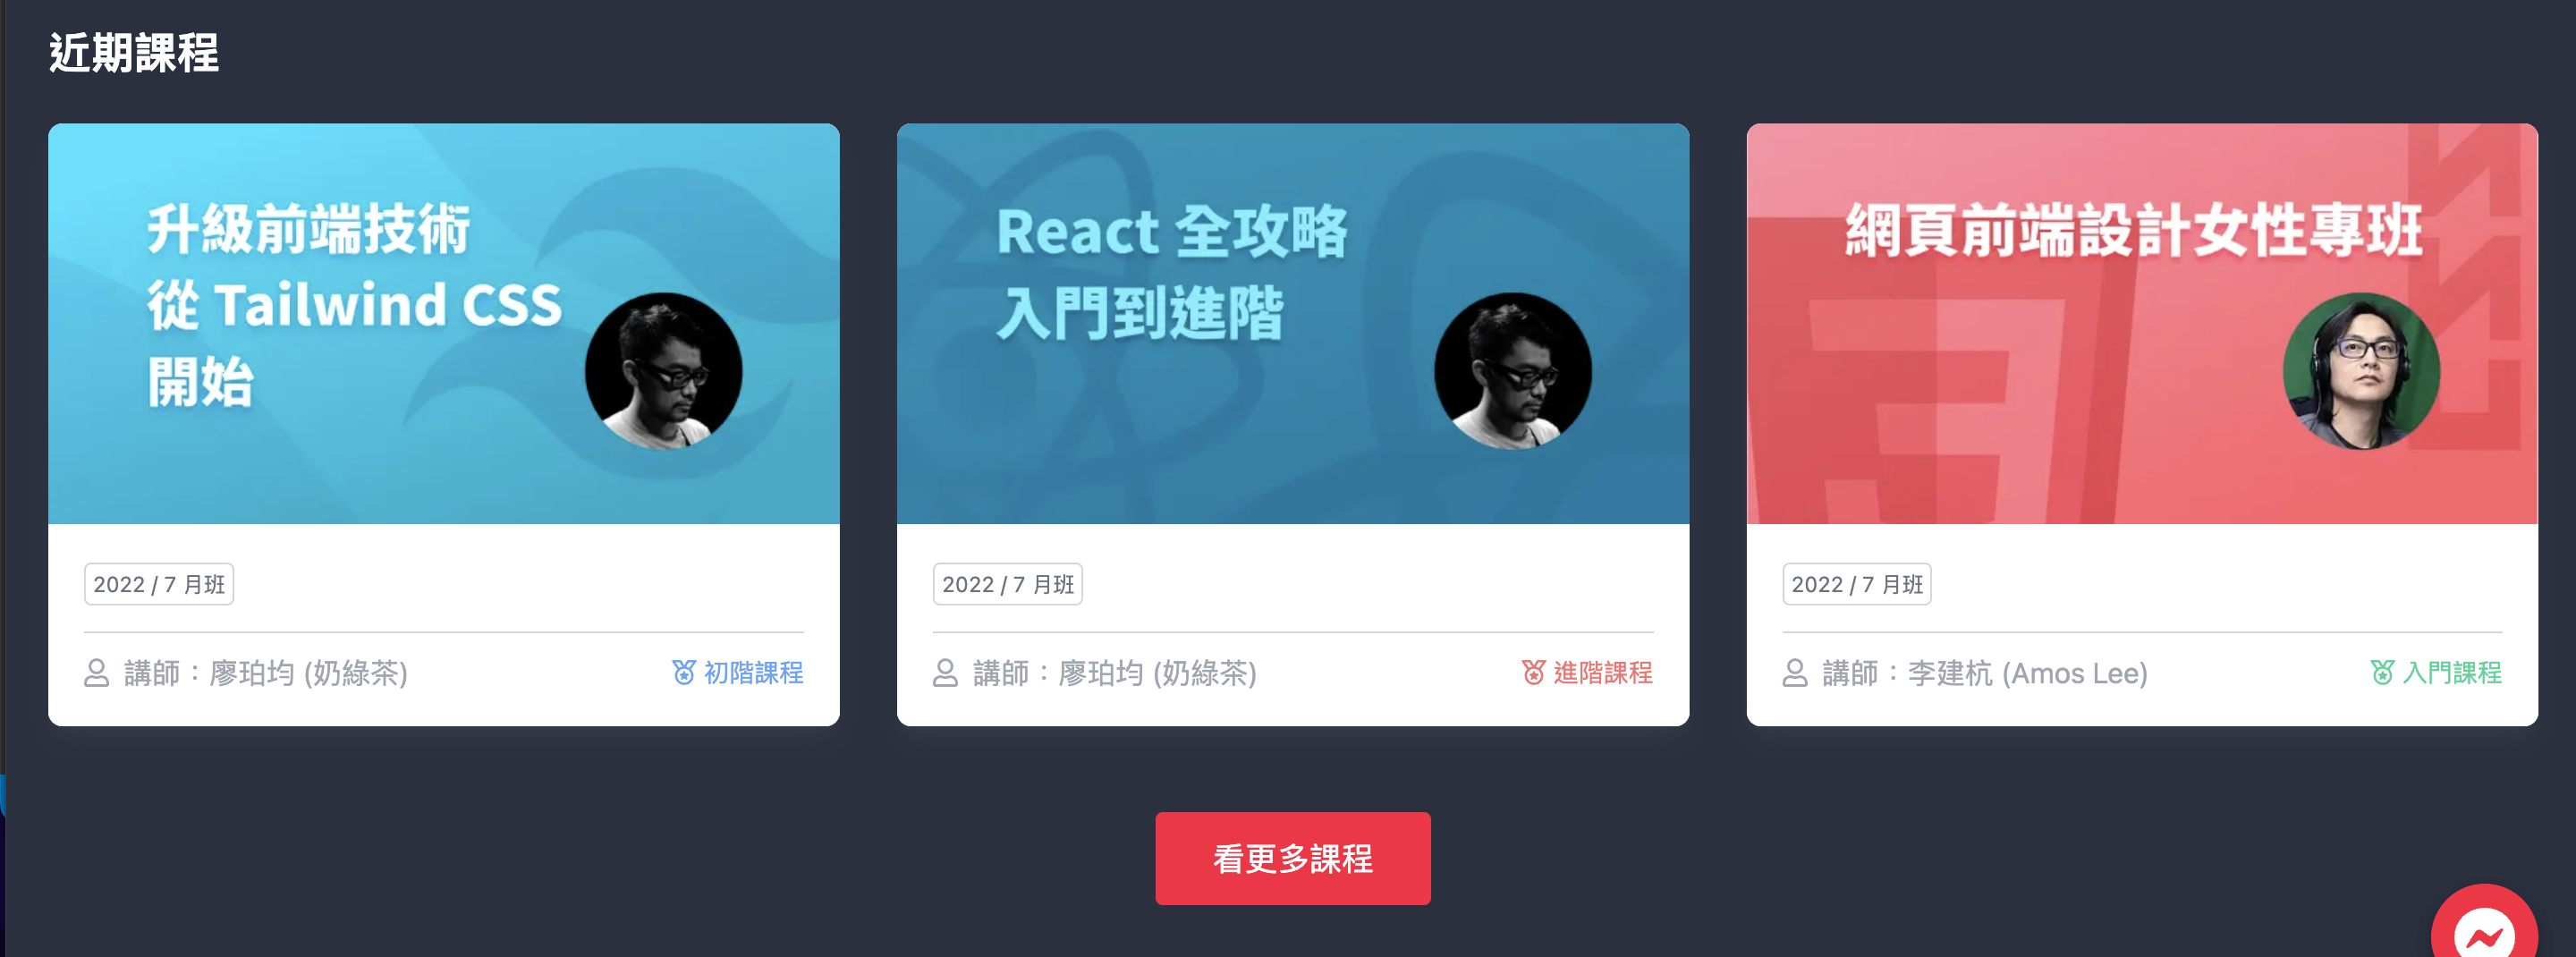 近期課程
升級前端技術
從 Tailwind CSS
開始
2022 / 7 月班
講師：廖珀均 (奶綠茶)
初階課程
React 全攻略
入門到進階
2022 / 7 月班
講師：廖珀均 (奶綠茶)
進階課程
網頁前端設計女性專班
2022 / 7 月班
講師：李建杭 (Amos Lee)
入門課程
看更多課程